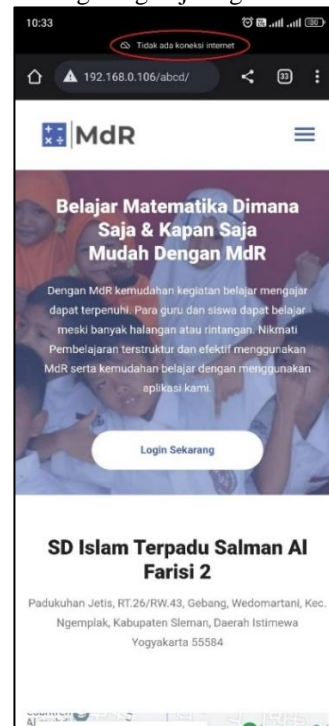 10:33
30
Tidak ada koneksi internet
192.168.0.106/abcd/
33
MdR
Belajar Matematika Dimana
Saja & Kapan Saja
Mudah Dengan MdR
Dengan MdR kemudahan kegiatan belajar mengajar
dapat terpenuhi. Para guru dan siswa dapat belajar
meski banyak halangan atau rintangan. Nikmati
Pembelajaran terstruktur dan efektif menggunakan
MdR serta kemudahan belajar dengan menggunakan
aplikasi kami.
Login Sekarang
SD Islam Terpadu Salman Al
Farisi 2
Padukuhan Jetis, RT.26/RW.43, Gebang, Wedomartani, Kec.
Ngemplak, Kabupaten Sleman, Daerah Istimewa
Yogyakarta 55584